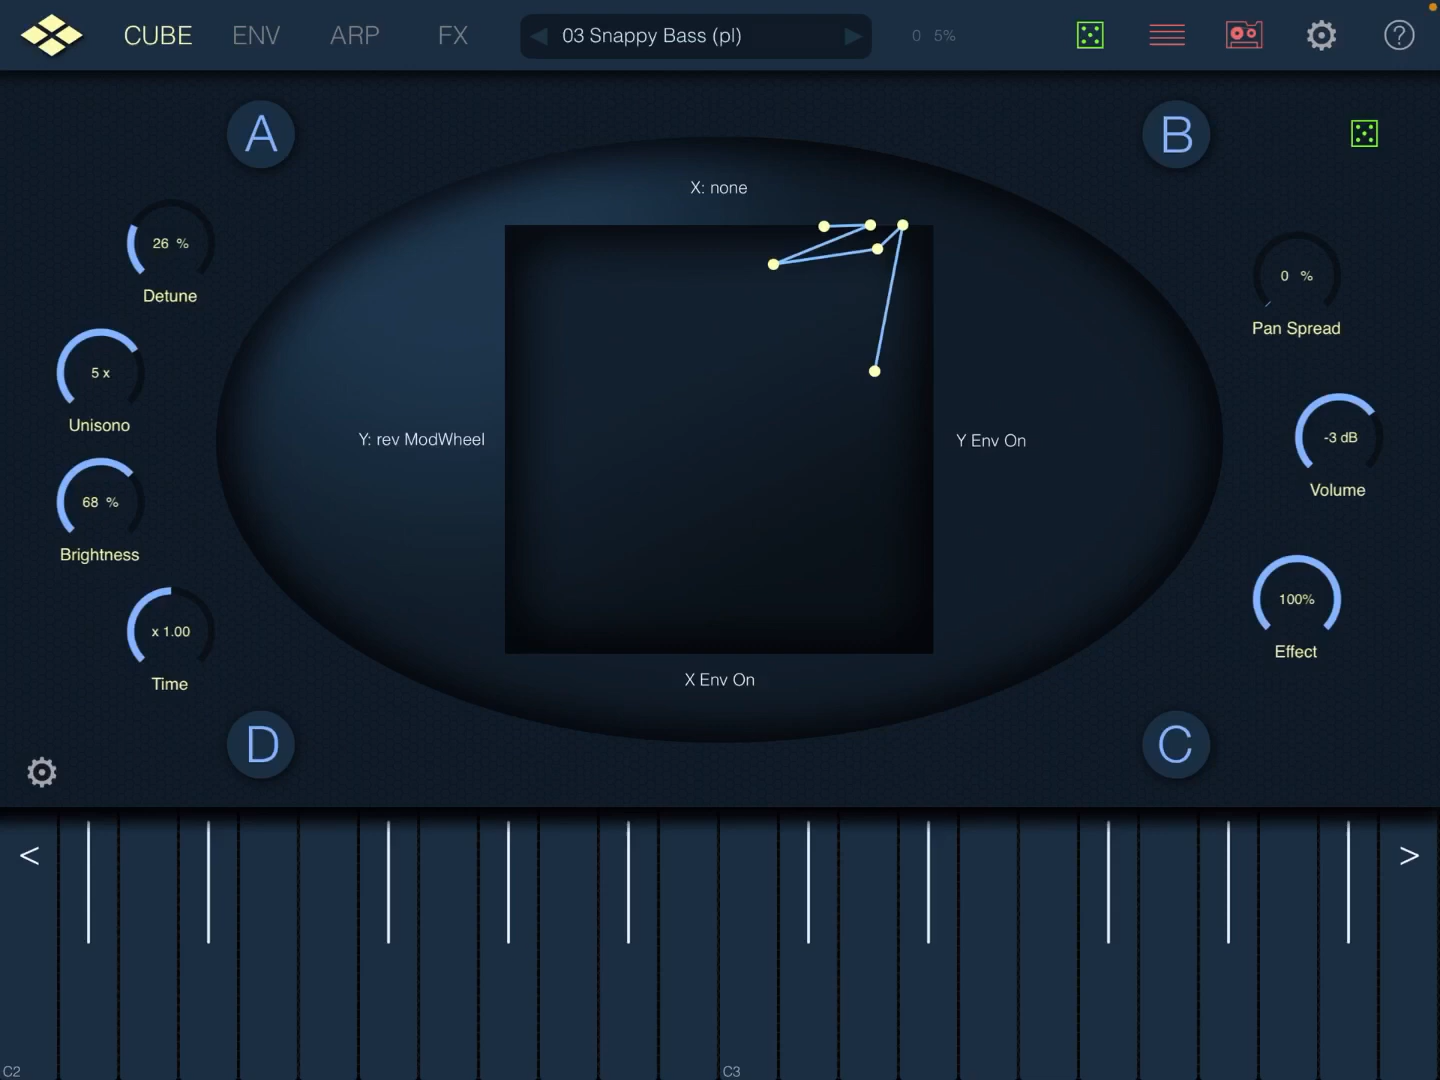 CUBE ENV ARP FX 03 Snappy Bass (pl) 0 5% ?
A B
X: none
26 %
Detune
0 %
Pan Spread
5 x
Unisono
Y: rev ModWheel Y Env On
-3 dB
Volume
68 %
Brightness
100%
Effect
x 1.00
Time
X Env On
D C
< >
C2 C3